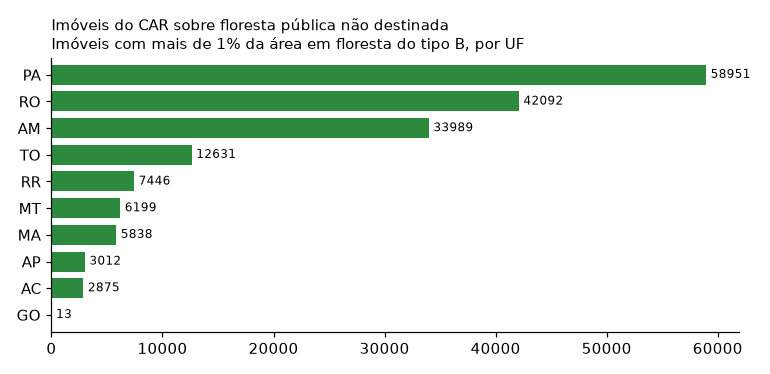 Imóveis do CAR sobre floresta pública não destinada
Imóveis com mais de 1% da área em floresta do tipo B, por UF
PA 58951
RO 42092
AM 33989
TO 12631
RR 7446
MT 6199
MA 5838
AP 3012
AC 2875
GO 13
0 10000 20000 30000 40000 50000 60000